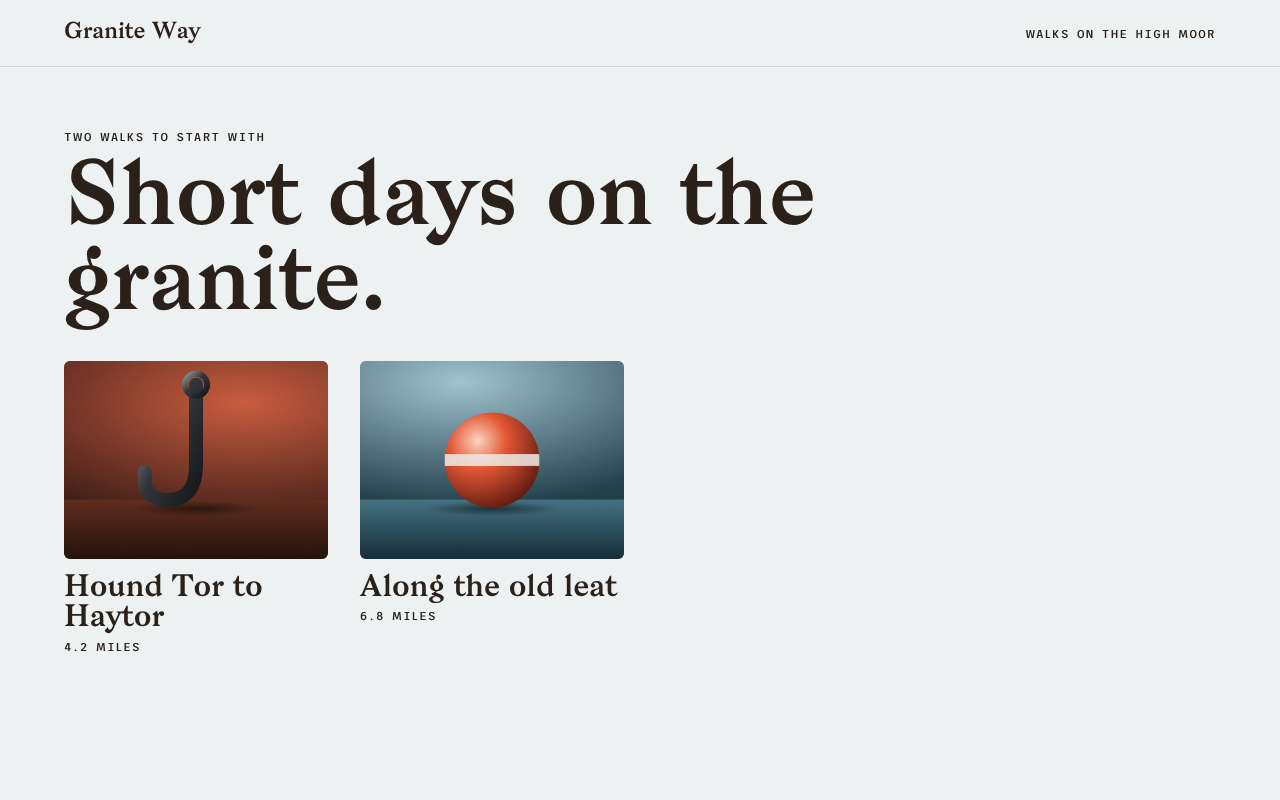 Granite Way
WALKS ON THE HIGH MOOR
TWO WALKS TO START WITH
Short days on the
granite.
Hound Tor to
Haytor
4.2 MILES
Along the old leat
6.8 MILES